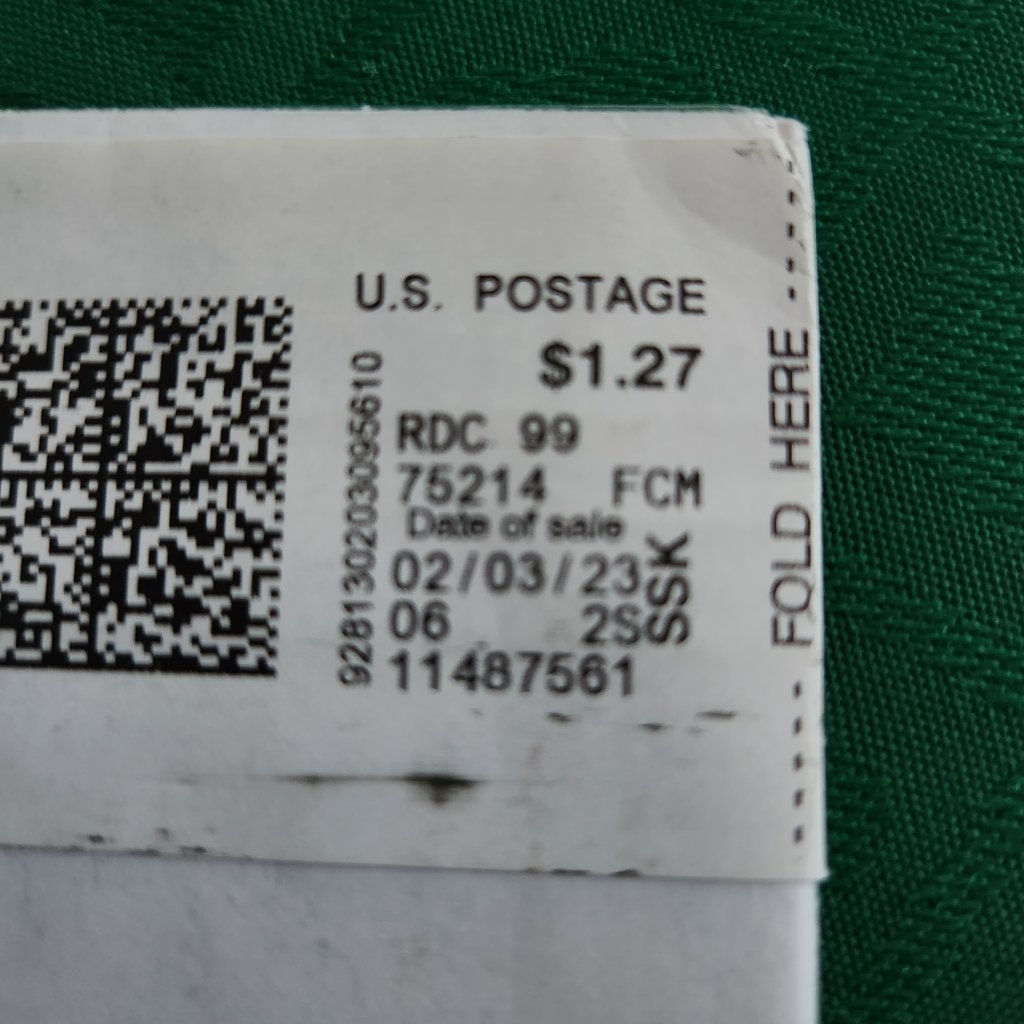 U.S. POSTAGE
$1.27
RDC 99
75214 FCM
Date of sale
02/03/23
06 2S
11487561
SSK
928130203095610
FOLD HERE